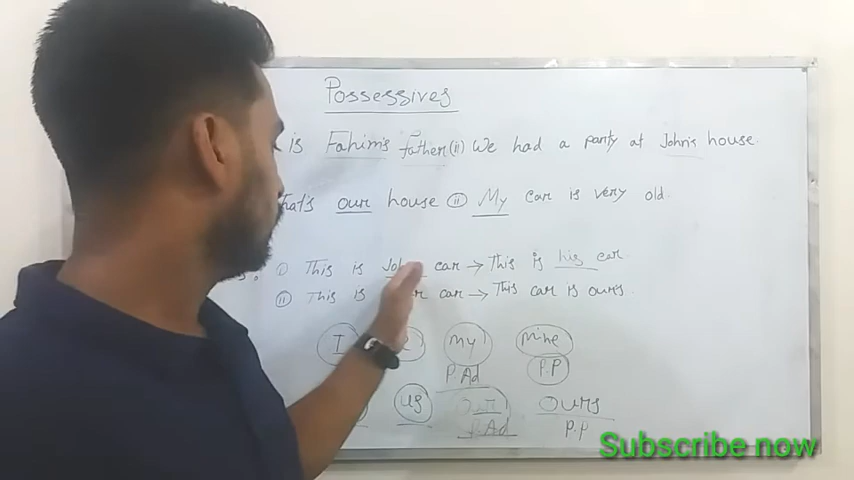 Possessives
is Fahim's father (ii) We had a party at John's house.
that's our house (ii) My car is very old.
(i) This is car → This is his car.
(ii) This is car → This car is ours.
I my mine
P.Ad P.P
us our ours
P.Ad P.P
Subscribe now